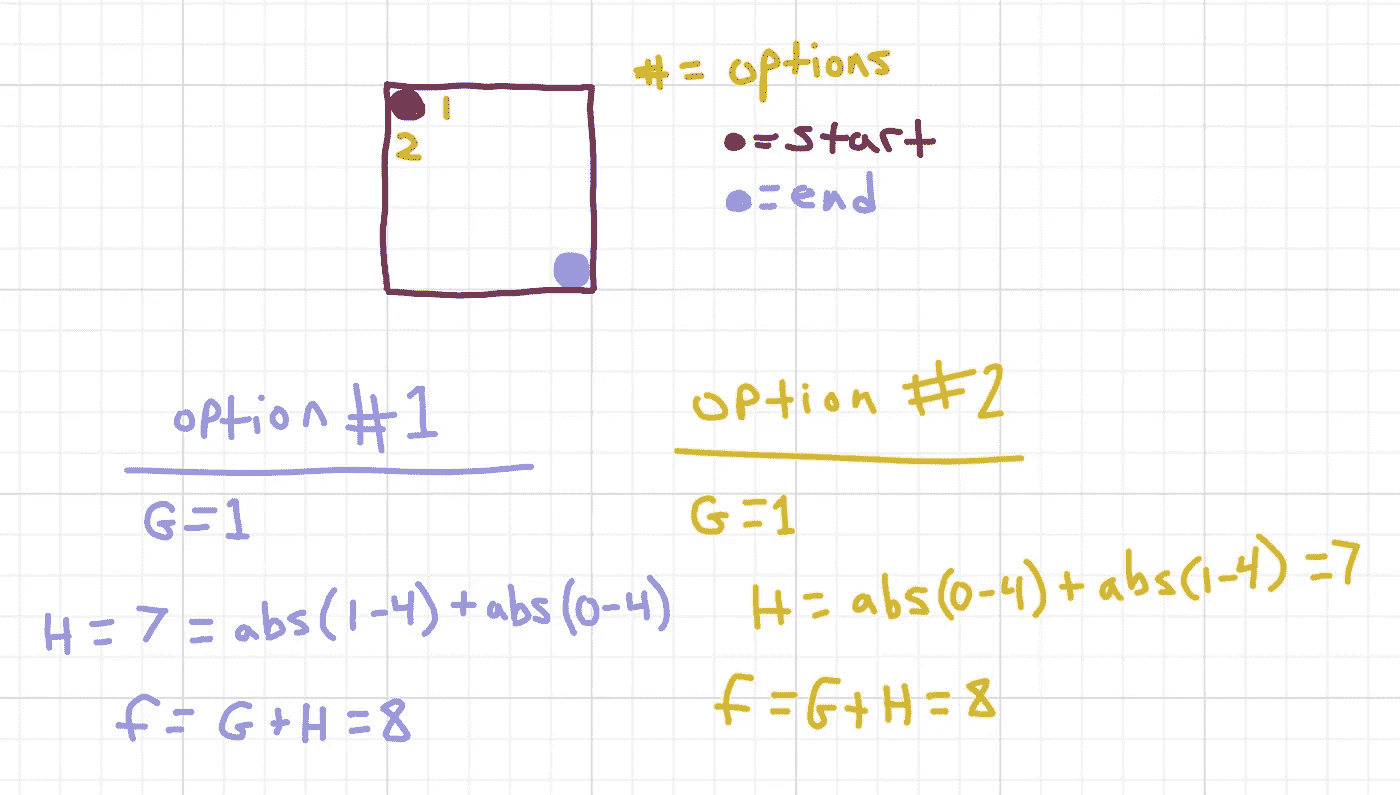 # = options
1
● = start
2
● = end
option #1
option #2
G = 1
G = 1
H = 7 = abs(1-4) + abs(0-4)
H = abs(0-4) + abs(1-4) = 7
f = G + H = 8
f = G + H = 8